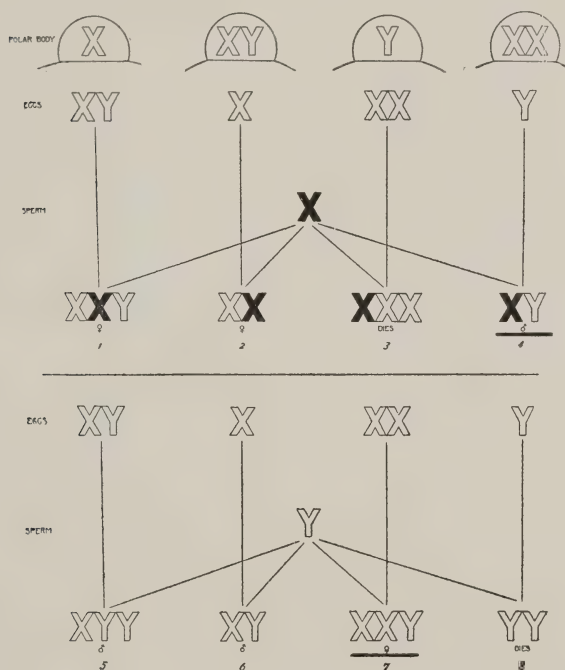 POLAR BODY X XY Y XX
EGGS XY X XX Y
SPERM X
XXY XX XXX XY
♀ ♀ DIES ♂
1 2 3 4
EGGS XY X XX Y
SPERM Y
XYY XY XXY YY
♂ ♂ ♀ DIES
5 6 7 8